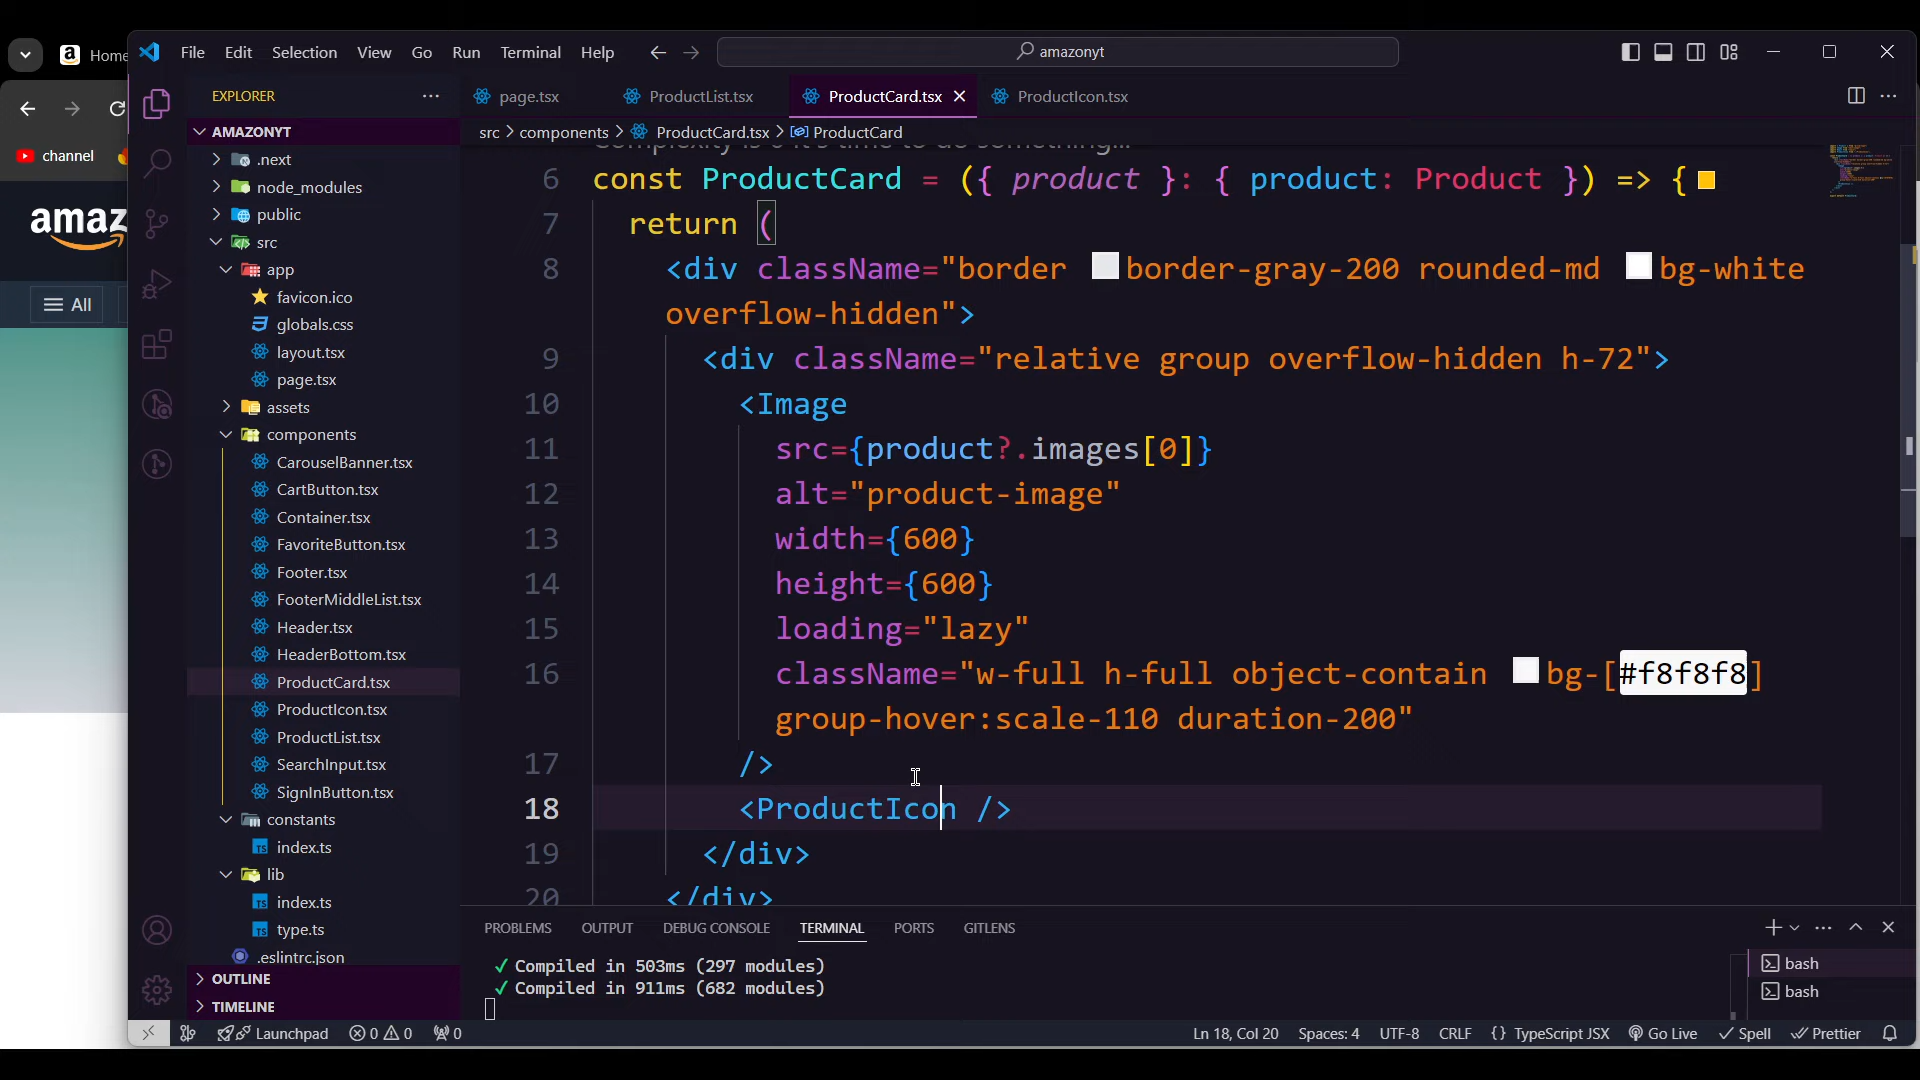 Home
File Edit Selection View Go Run Terminal Help
amazonyt
EXPLORER
page.tsx
ProductList.tsx
ProductCard.tsx
ProductIcon.tsx
AMAZONYT
src > components > ProductCard.tsx > ProductCard
channel
amaz
All
.next
node_modules
public
src
app
favicon.ico
globals.css
layout.tsx
page.tsx
assets
components
CarouselBanner.tsx
CartButton.tsx
Container.tsx
FavoriteButton.tsx
Footer.tsx
FooterMiddleList.tsx
Header.tsx
HeaderBottom.tsx
ProductCard.tsx
ProductIcon.tsx
ProductList.tsx
SearchInput.tsx
SignInButton.tsx
constants
index.ts
lib
index.ts
type.ts
.eslintrc.json
OUTLINE
TIMELINE
Complexity is 6 it's time to do something...
6 const ProductCard = ({ product }: { product: Product }) => {
7 return (
8 <div className="border border-gray-200 rounded-md bg-white
overflow-hidden">
9 <div className="relative group overflow-hidden h-72">
10 <Image
11 src={product?.images[0]}
12 alt="product-image"
13 width={600}
14 height={600}
15 loading="lazy"
16 className="w-full h-full object-contain bg-[#f8f8f8]
group-hover:scale-110 duration-200"
17 />
18 <ProductIcon />
19 </div>
20 </div>
PROBLEMS OUTPUT DEBUG CONSOLE TERMINAL PORTS GITLENS
✓ Compiled in 503ms (297 modules)
✓ Compiled in 911ms (682 modules)
bash
bash
Launchpad 0 0 0
Ln 18, Col 20 Spaces: 4 UTF-8 CRLF {} TypeScript JSX Go Live Spell Prettier